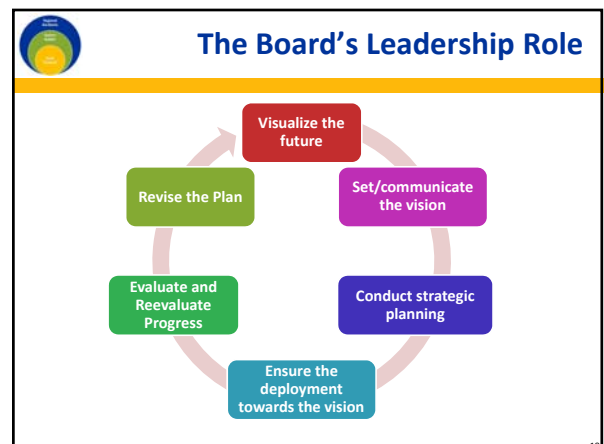 The Board's Leadership Role
Visualize the
future
Set/communicate
the vision
Conduct strategic
planning
Ensure the
deployment
towards the vision
Evaluate and
Reevaluate
Progress
Revise the Plan